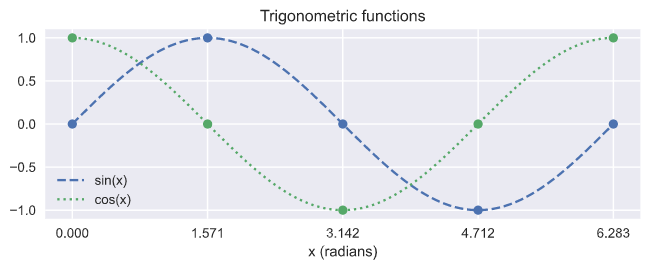 Trigonometric functions
1.0
0.5
0.0
−0.5
−1.0
sin(x)
cos(x)
0.000 1.571 3.142 4.712 6.283
x (radians)